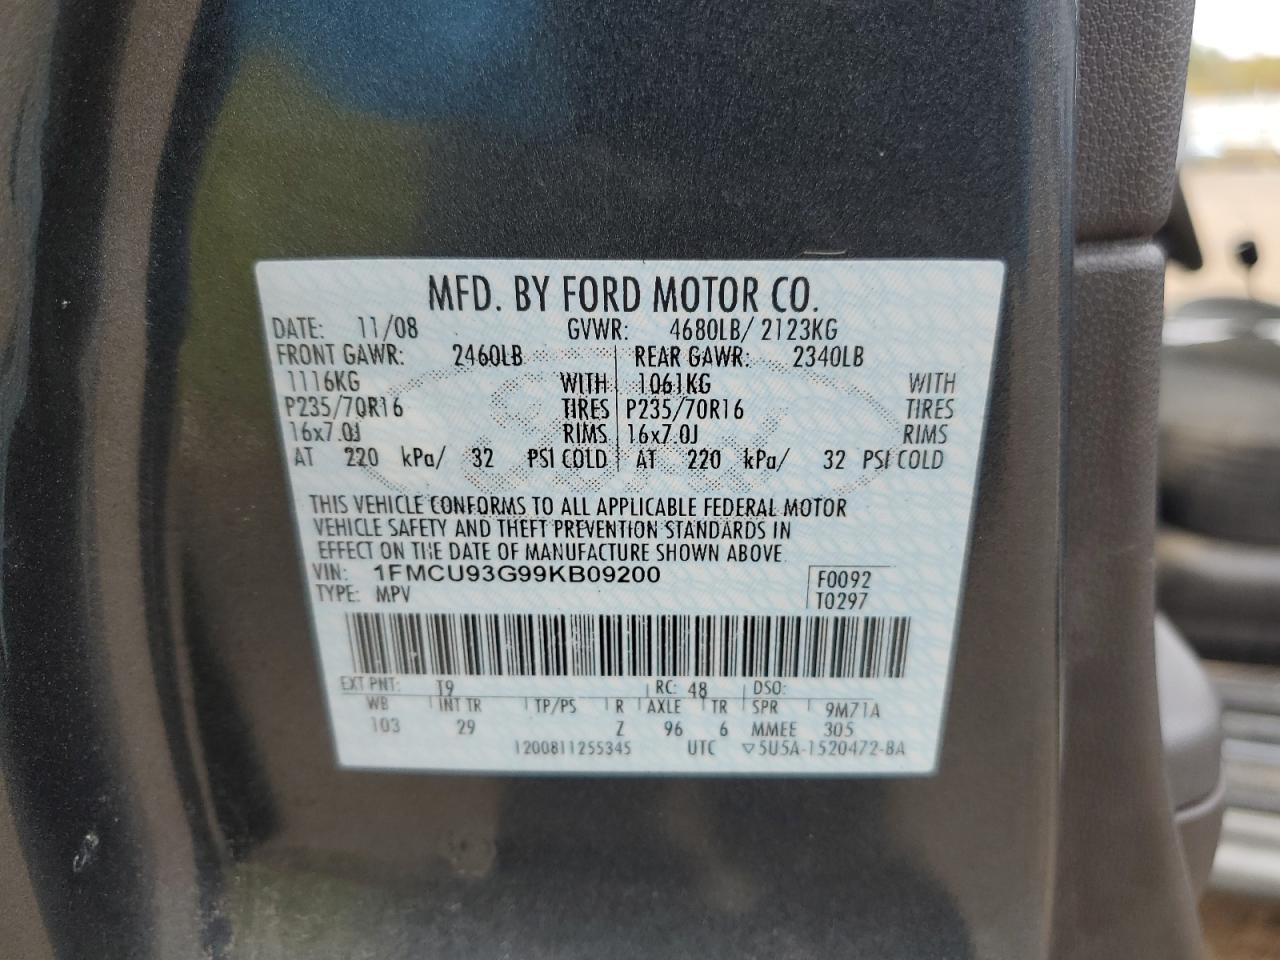 MFD. BY FORD MOTOR CO.
DATE: 11/08 GVWR: 4680LB/ 2123KG
FRONT GAWR: 2460LB REAR GAWR: 2340LB
1116KG WITH 1061KG WITH
P235/70R16 TIRES P235/70R16 TIRES
16x7.0J RIMS 16x7.0J RIMS
AT 220 kPa/ 32 PSI COLD AT 220 kPa/ 32 PSI COLD
THIS VEHICLE CONFORMS TO ALL APPLICABLE FEDERAL MOTOR
VEHICLE SAFETY AND THEFT PREVENTION STANDARDS IN
EFFECT ON THE DATE OF MANUFACTURE SHOWN ABOVE.
VIN: 1FMCU93G99KB09200 F0092
TYPE: MPV T0297
EXT PNT: T9 RC: 48 DSO:
WB INT TR TP/PS R AXLE TR SPR 9M71A
103 29 Z 96 6 MMEE 305
1200811255345 UTC ▽5U5A-1520472-BA